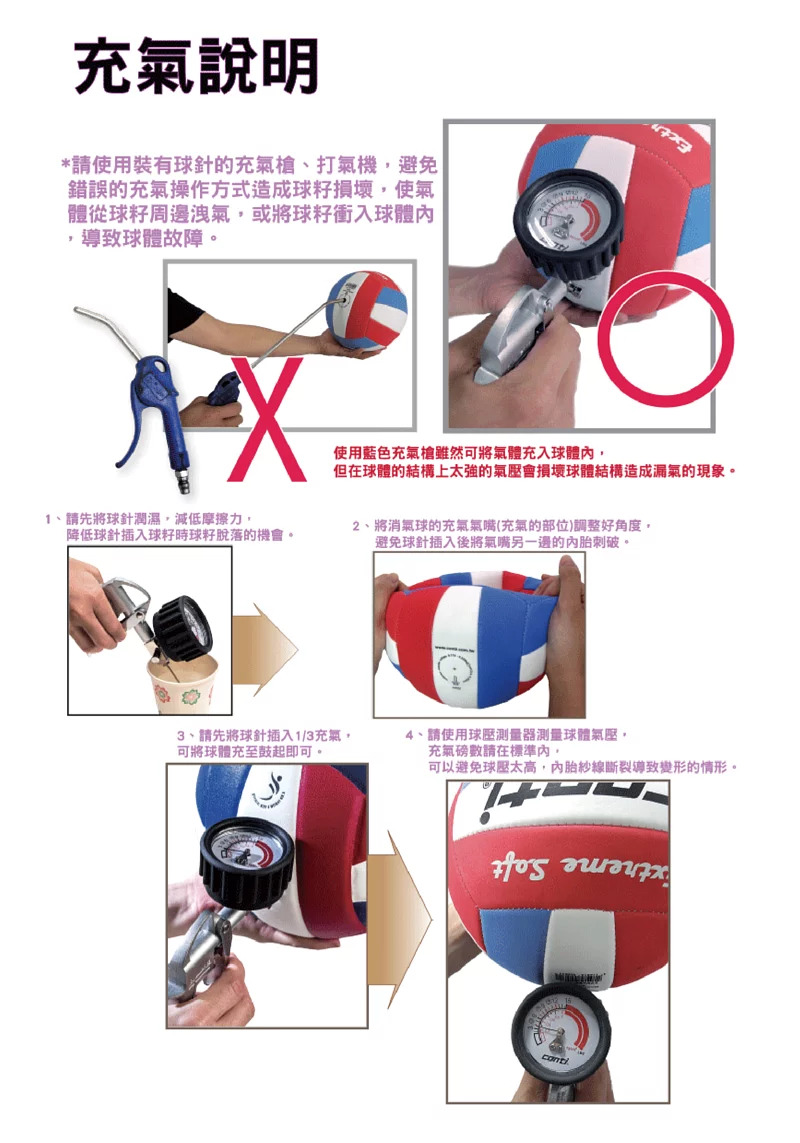 充氣說明
*請使用裝有球針的充氣槍、打氣機，避免
錯誤的充氣操作方式造成球籽損壞，使氣
體從球籽周邊洩氣，或將球籽衝入球體內
，導致球體故障。
Extre
使用藍色充氣槍雖然可將氣體充入球體內，
但在球體的結構上太強的氣壓會損壞球體結構造成漏氣的現象。
1、請先將球針潤濕，減低摩擦力，
降低球針插入球籽時球籽脫落的機會。
2、將消氣球的充氣氣嘴(充氣的部位)調整好角度，
避免球針插入後將氣嘴另一邊的內胎刺破。
www.conti.com.tw
3、請先將球針插入1/3充氣，
可將球體充至鼓起即可。
4、請使用球壓測量器測量球體氣壓，
充氣磅數請在標準內，
可以避免球壓太高，內胎紗線斷裂導致變形的情形。
conti
xtreme Soft
conti